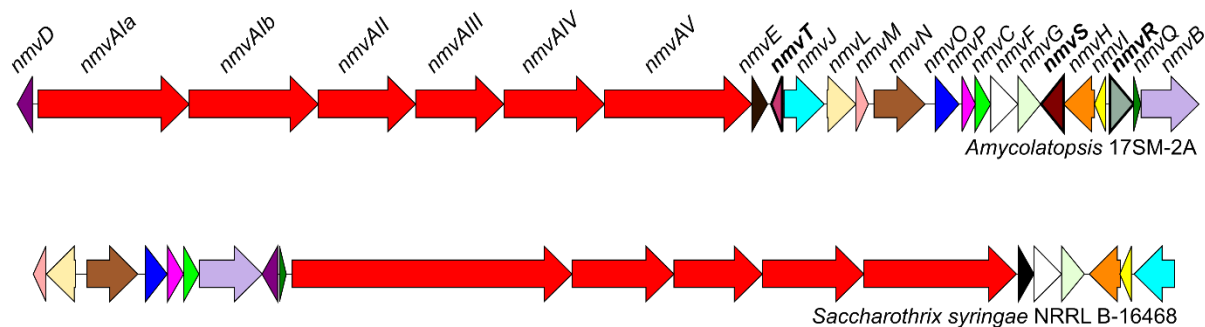 nmvD nmvAIa nmvAIb nmvAII nmvAIII nmvAIV nmvAV nmvE nmvT nmvJ nmvL nmvM nmvN nmvO nmvP nmvC nmvF nmvG nmvS nmvH nmvI nmvR nmvQ nmvB
Amycolatopsis 17SM-2A
Saccharothrix syringae NRRL B-16468